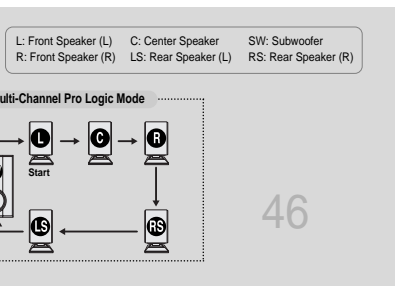 L: Front Speaker (L) C: Center Speaker SW: Subwoofer
R: Front Speaker (R) LS: Rear Speaker (L) RS: Rear Speaker (R)
ulti-Channel Pro Logic Mode
L C R
Start
LS RS
46